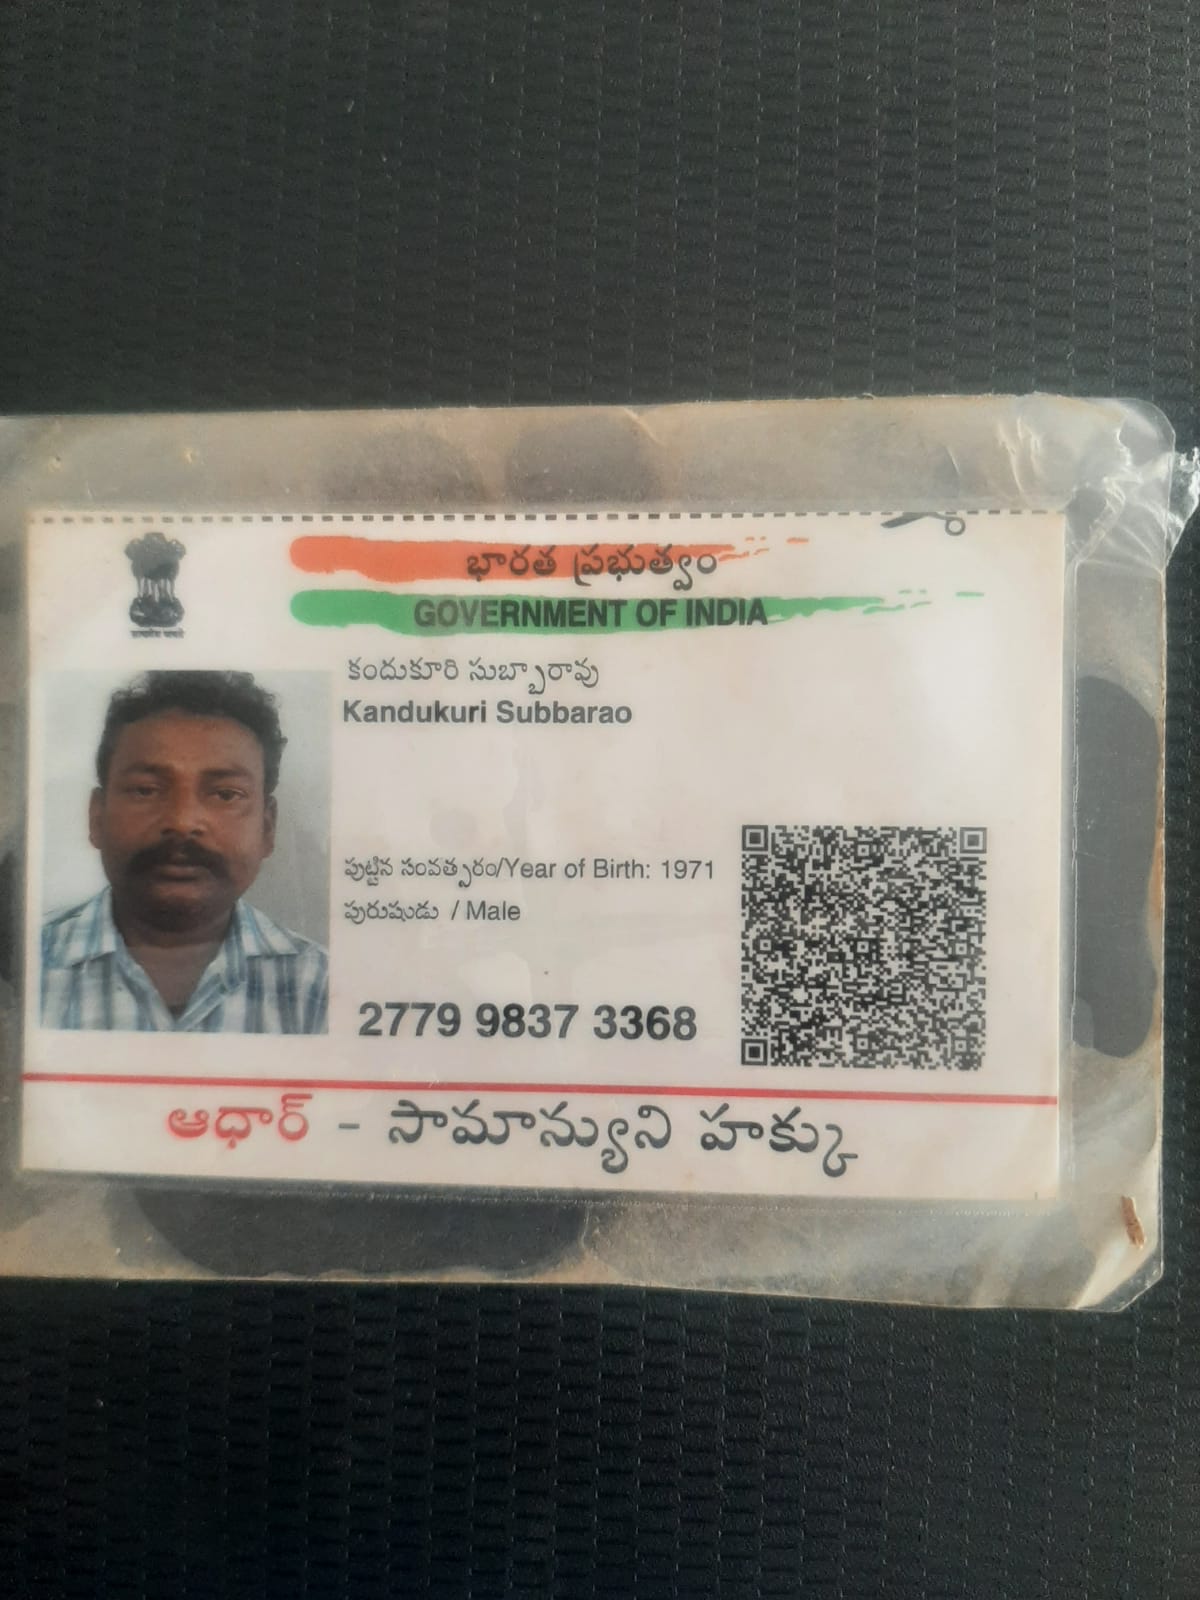 భారత ప్రభుత్వం
GOVERNMENT OF INDIA
కందుకూరి సుబ్బారావు
Kandukuri Subbarao
పుట్టిన సంవత్సరం/Year of Birth: 1971
పురుషుడు / Male
2779 9837 3368
ఆధార్ - సామాన్యుని హక్కు